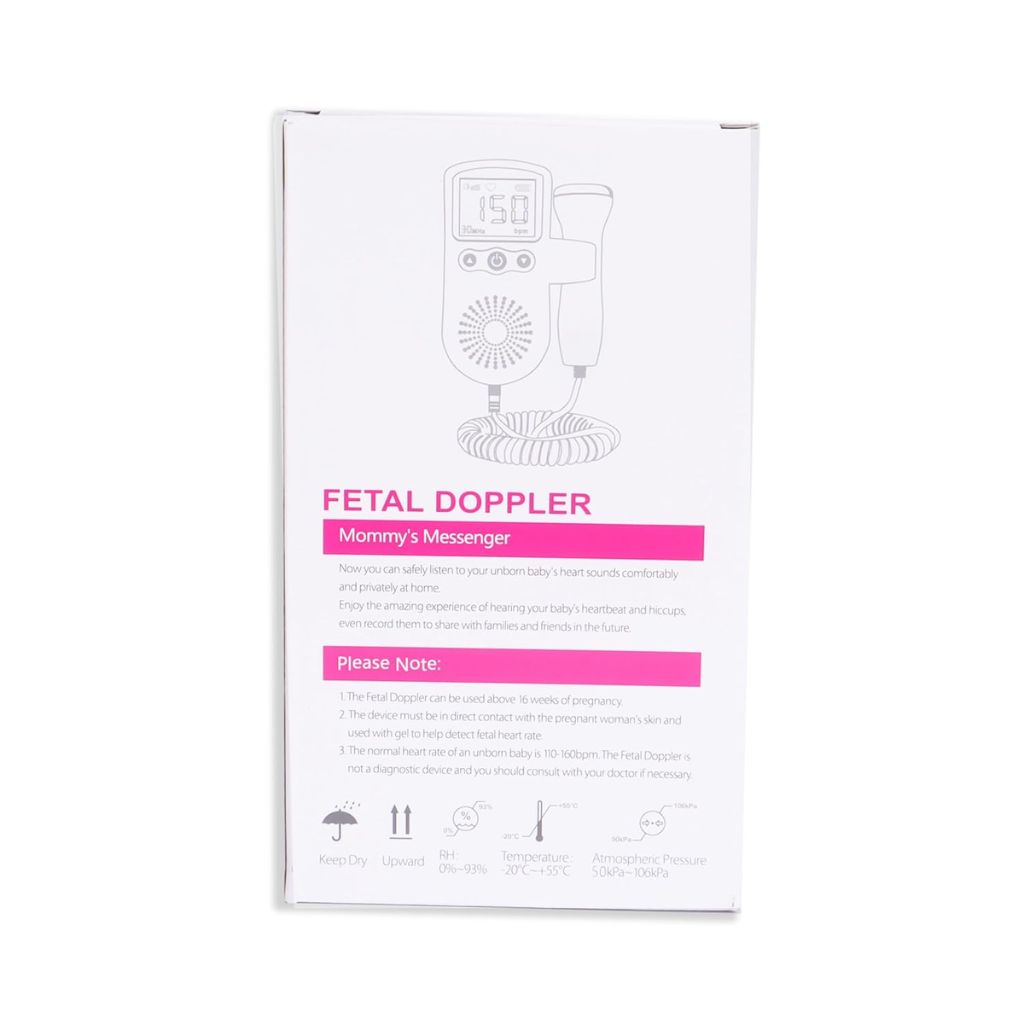 150
30MHz bpm
FETAL DOPPLER
Mommy's Messenger
Now you can safely listen to your unborn baby's heart sounds comfortably
and privately at home.
Enjoy the amazing experience of hearing your baby's heartbeat and hiccups,
even record them to share with families and friends in the future.
Please Note:
1. The Fetal Doppler can be used above 16 weeks of pregnancy.
2. The device must be in direct contact with the pregnant woman's skin and
used with gel to help detect fetal heart rate.
3. The normal heart rate of an unborn baby is 110-160bpm. The Fetal Doppler is
not a diagnostic device and you should consult with your doctor if necessary.
Keep Dry
Upward
93%
%
0%
RH:
0%~93%
+55°C
-20°C
Temperature:
-20°C~+55°C
106kPa
50kPa
Atmospheric Pressure
50kPa~106kPa